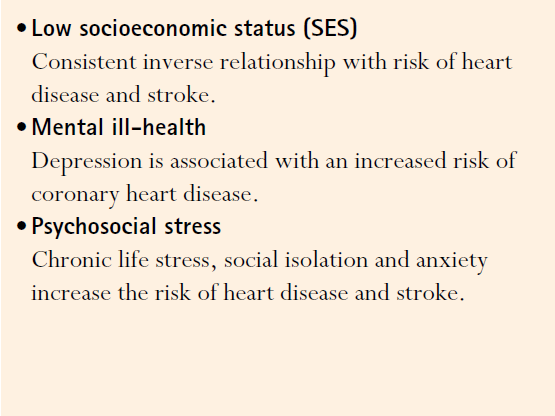 • Low socioeconomic status (SES)
Consistent inverse relationship with risk of heart
disease and stroke.
• Mental ill-health
Depression is associated with an increased risk of
coronary heart disease.
• Psychosocial stress
Chronic life stress, social isolation and anxiety
increase the risk of heart disease and stroke.